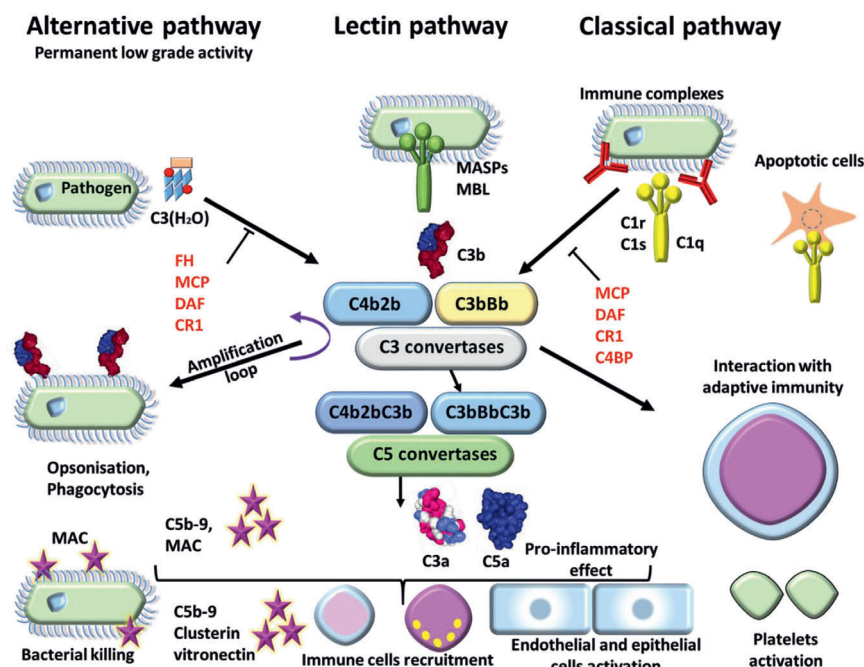 Alternative pathway
Permanent low grade activity
Lectin pathway
Classical pathway
Immune complexes
Pathogen
C3(H₂O)
MASPs
MBL
Apoptotic cells
C1r
C1s
C1q
C3b
FH
MCP
DAF
CR1
MCP
DAF
CR1
C4BP
C4b2b
C3bBb
C3 convertases
Amplification
loop
Interaction with
adaptive immunity
C4b2bC3b
C3bBbC3b
C5 convertases
Opsonisation,
Phagocytosis
MAC
C5b-9,
MAC
C3a
C5a
Pro-inflammatory
effect
C5b-9
Clusterin
vitronectin
Bacterial killing
Immune cells recruitment
Endothelial and epithelial
cells activation
Platelets
activation